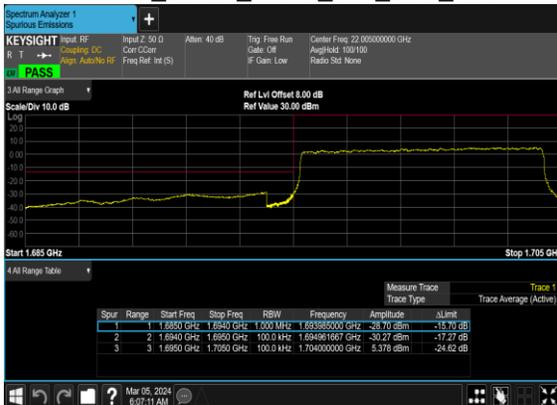 Spectrum Analyzer 1
Spurious Emissions
+
KEYSIGHT Input: RF Input Z: 50 Ω Atten: 40 dB Trig: Free Run Center Freq: 22.005000000 GHz
R T Coupling: DC Corr CCorr Gate: Off Avg|Hold: 100/100
Align: Auto/No RF Freq Ref: Int (S) IF Gain: Low Radio Std: None
PASS
3 All Range Graph
Ref Lvl Offset 8.00 dB
Scale/Div 10.0 dB Ref Value 30.00 dBm
Log
20.0
10.0
0.00
-10.0
-20.0
-30.0
-40.0
-50.0
-60.0
Start 1.685 GHz Stop 1.705 GH
4 All Range Table
Measure Trace Trace 1
Trace Type Trace Average (Active)
Spur Range Start Freq Stop Freq RBW Frequency Amplitude ΔLimit
1 1 1.6850 GHz 1.6940 GHz 1.000 MHz 1.693985000 GHz -28.70 dBm -15.70 dB
2 2 1.6940 GHz 1.6950 GHz 100.0 kHz 1.694961667 GHz -30.27 dBm -17.27 dB
3 3 1.6950 GHz 1.7050 GHz 100.0 kHz 1.704000000 GHz 5.378 dBm -24.62 dB
? Mar 05, 2024
6:07:11 AM